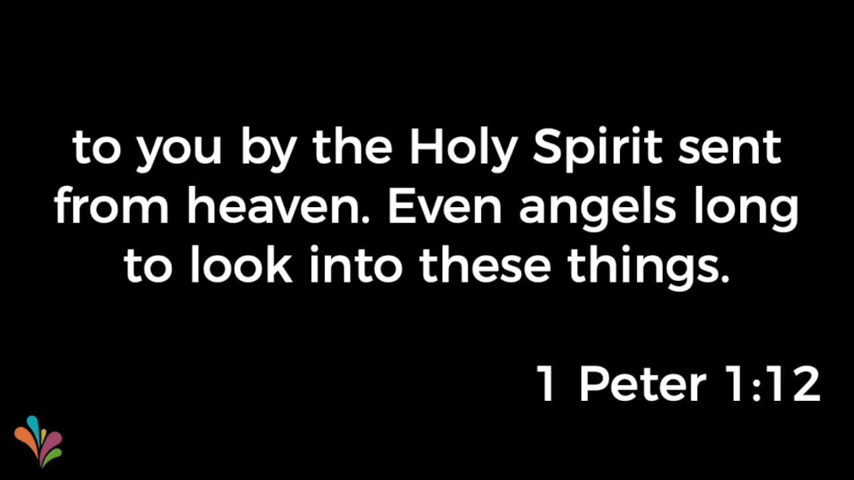 to you by the Holy Spirit sent
from heaven. Even angels long
to look into these things.
1 Peter 1:12